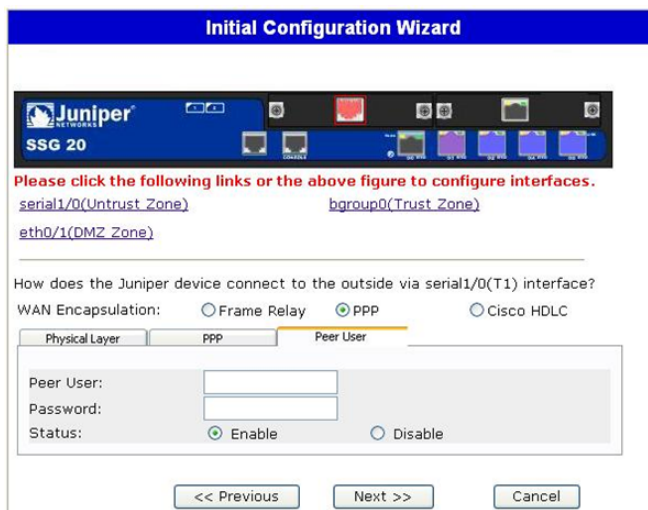 Initial Configuration Wizard
Juniper
NETWORKS
SSG 20
CONSOLE
Please click the following links or the above figure to configure interfaces.
serial1/0(Untrust Zone) bgroup0(Trust Zone)
eth0/1(DMZ Zone)
How does the Juniper device connect to the outside via serial1/0(T1) interface?
WAN Encapsulation: Frame Relay PPP Cisco HDLC
Physical Layer PPP Peer User
Peer User:
Password:
Status: Enable Disable
<< Previous Next >> Cancel